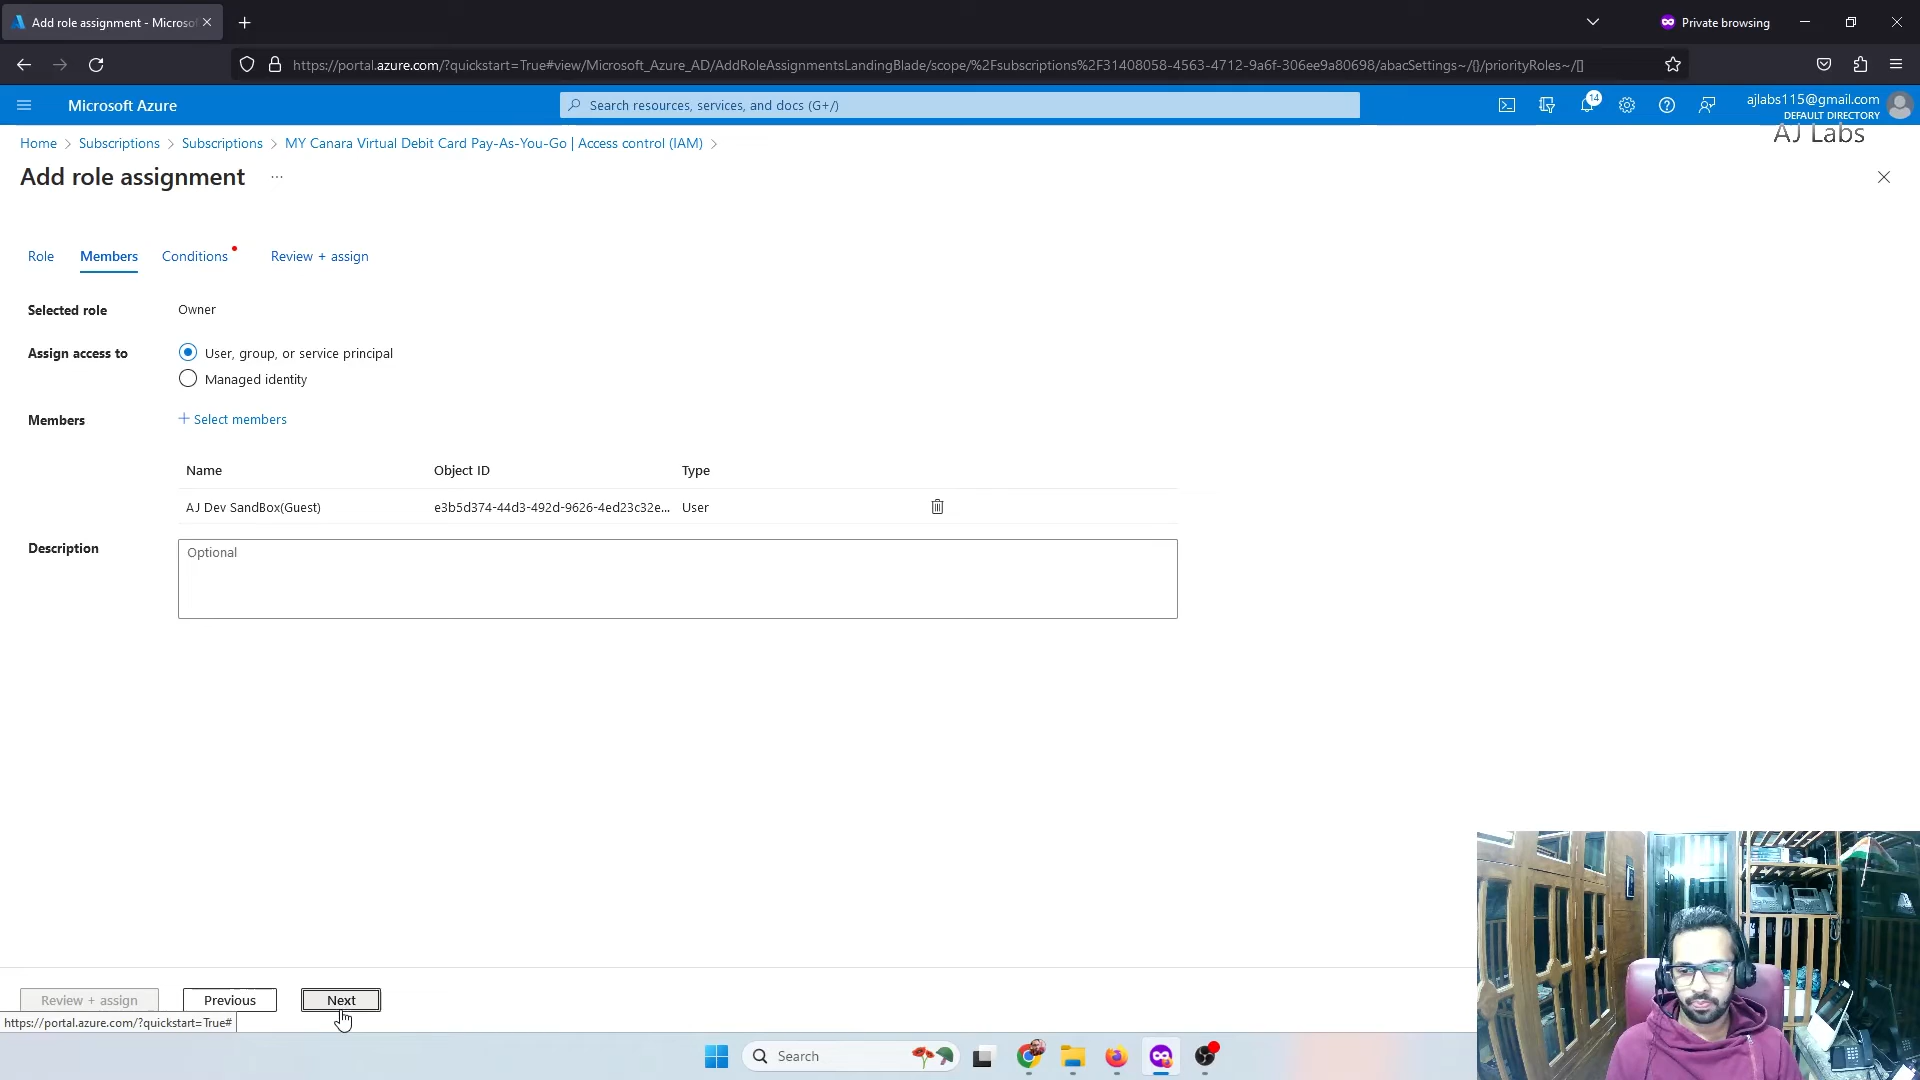 Add role assignment - Microsof
Private browsing
https://portal.azure.com/?quickstart=True#view/Microsoft_Azure_AD/AddRoleAssignmentsLandingBlade/scope/%2Fsubscriptions%2F31408058-4563-4712-9a6f-306ee9a80698/abacSettings~/{}/priorityRoles~/[]
Microsoft Azure
Search resources, services, and docs (G+/)
14
ajlabs115@gmail.com
DEFAULT DIRECTORY
AJ Labs
Home > Subscriptions > Subscriptions > MY Canara Virtual Debit Card Pay-As-You-Go | Access control (IAM) >
Add role assignment ...
Role Members Conditions Review + assign
Selected role Owner
Assign access to User, group, or service principal
Managed identity
Members + Select members
Name Object ID Type
AJ Dev SandBox(Guest) e3b5d374-44d3-492d-9626-4ed23c32e... User
Description Optional
Review + assign Previous Next
https://portal.azure.com/?quickstart=True#
Search